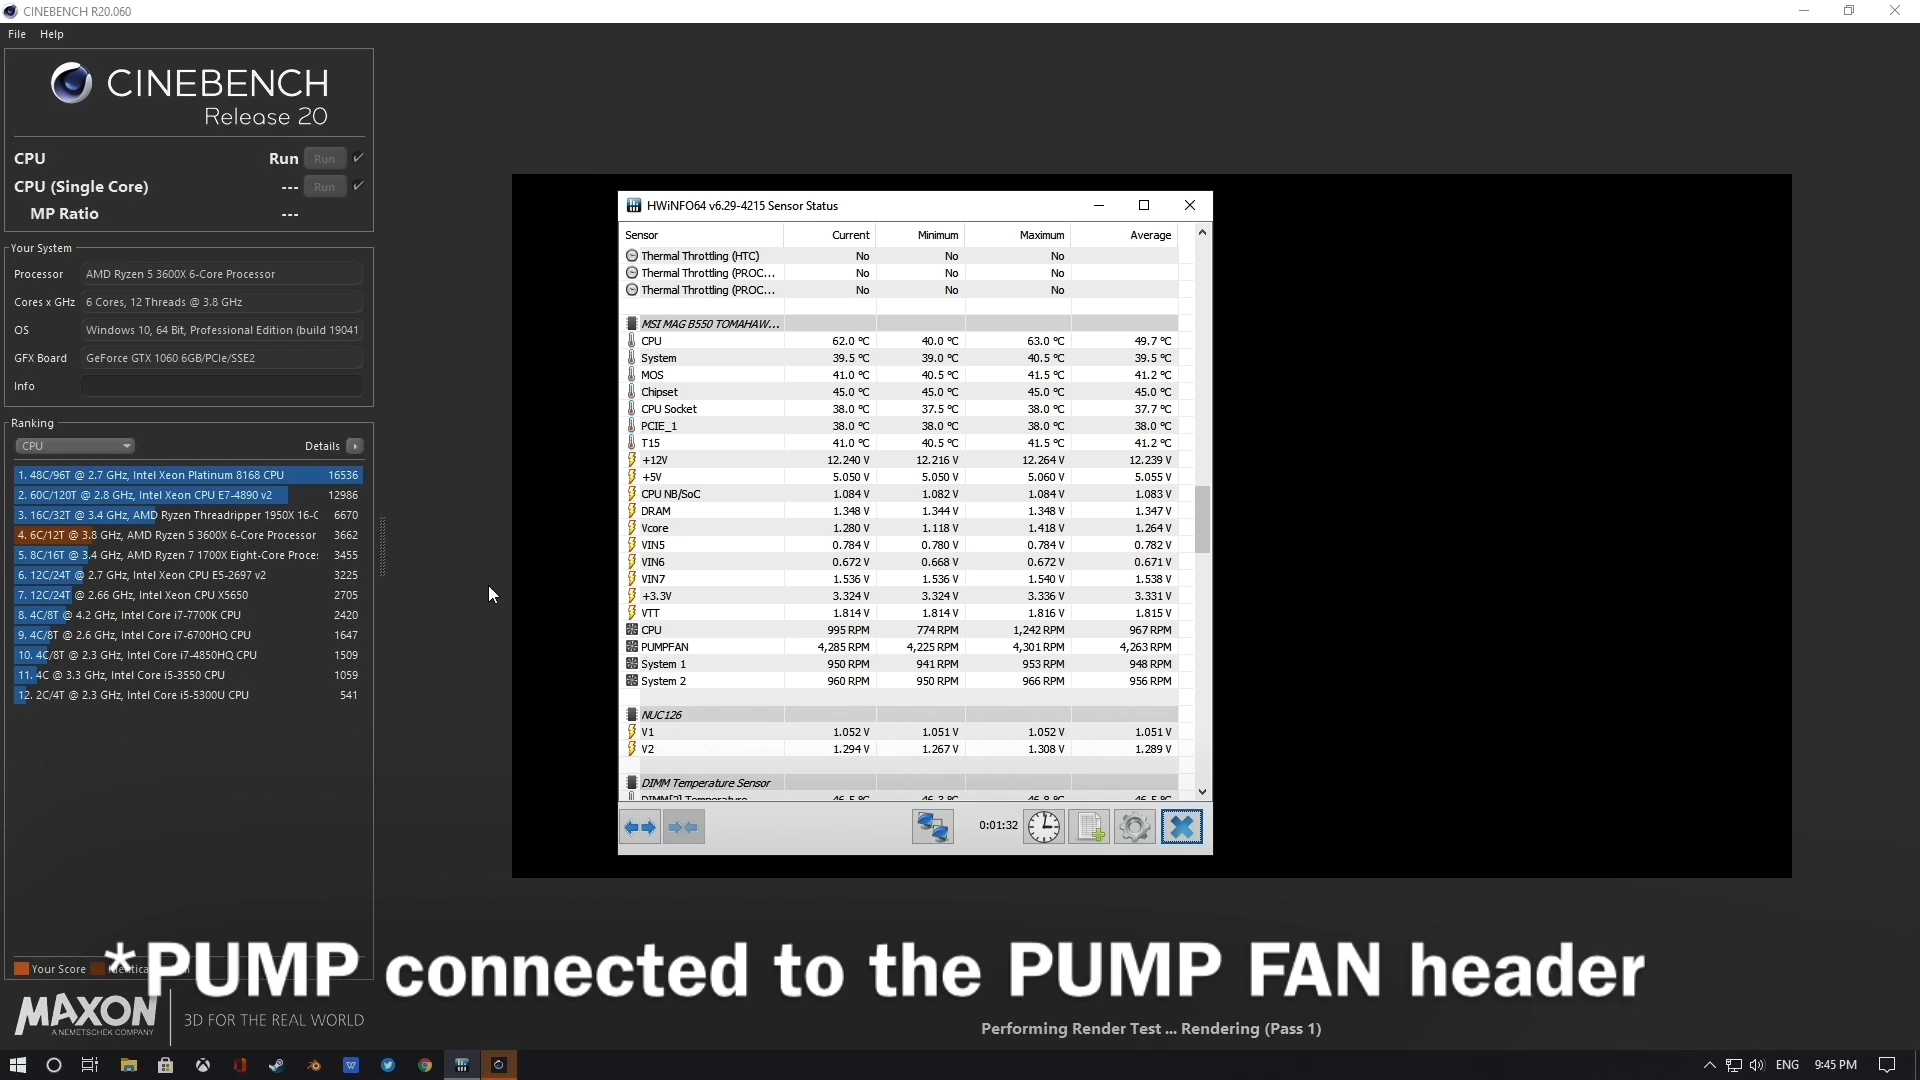 CINEBENCH R20.060
File Help
CINEBENCH
Release 20
CPU Run Run
CPU (Single Core) --- Run
MP Ratio ---
Your System
Processor AMD Ryzen 5 3600X 6-Core Processor
Cores x GHz 6 Cores, 12 Threads @ 3.8 GHz
OS Windows 10, 64 Bit, Professional Edition (build 19041
GFX Board GeForce GTX 1060 6GB/PCIe/SSE2
Info
Ranking
CPU Details
1. 48C/96T @ 2.7 GHz, Intel Xeon Platinum 8168 CPU 16536
2. 60C/120T @ 2.8 GHz, Intel Xeon CPU E7-4890 v2 12986
3. 16C/32T @ 3.4 GHz, AMD Ryzen Threadripper 1950X 16-C 6670
4. 6C/12T @ 3.8 GHz, AMD Ryzen 5 3600X 6-Core Processor 3662
5. 8C/16T @ 3.4 GHz, AMD Ryzen 7 1700X Eight-Core Proce: 3455
6. 12C/24T @ 2.7 GHz, Intel Xeon CPU E5-2697 v2 3225
7. 12C/24T @ 2.66 GHz, Intel Xeon CPU X5650 2705
8. 4C/8T @ 4.2 GHz, Intel Core i7-7700K CPU 2420
9. 4C/8T @ 2.6 GHz, Intel Core i7-6700HQ CPU 1647
10. 4C/8T @ 2.3 GHz, Intel Core i7-4850HQ CPU 1509
11. 4C @ 3.3 GHz, Intel Core i5-3550 CPU 1059
12. 2C/4T @ 2.3 GHz, Intel Core i5-5300U CPU 541
HWiNFO64 v6.29-4215 Sensor Status
Sensor Current Minimum Maximum Average
Thermal Throttling (HTC) No No No
Thermal Throttling (PROC... No No No
Thermal Throttling (PROC... No No No
MSI MAG B550 TOMAHAW...
CPU 62.0 °C 40.0 °C 63.0 °C 49.7 °C
System 39.5 °C 39.0 °C 40.5 °C 39.5 °C
MOS 41.0 °C 40.5 °C 41.5 °C 41.2 °C
Chipset 45.0 °C 45.0 °C 45.0 °C 45.0 °C
CPU Socket 38.0 °C 37.5 °C 38.0 °C 37.7 °C
PCIE_1 38.0 °C 38.0 °C 38.0 °C 38.0 °C
T15 41.0 °C 40.5 °C 41.5 °C 41.2 °C
+12V 12.240 V 12.216 V 12.264 V 12.239 V
+5V 5.050 V 5.050 V 5.060 V 5.055 V
CPU NB/SoC 1.084 V 1.082 V 1.084 V 1.083 V
DRAM 1.348 V 1.344 V 1.348 V 1.347 V
Vcore 1.280 V 1.118 V 1.418 V 1.264 V
VIN5 0.784 V 0.780 V 0.784 V 0.782 V
VIN6 0.672 V 0.668 V 0.672 V 0.671 V
VIN7 1.536 V 1.536 V 1.540 V 1.538 V
+3.3V 3.324 V 3.324 V 3.336 V 3.331 V
VTT 1.814 V 1.814 V 1.816 V 1.815 V
CPU 995 RPM 774 RPM 1,242 RPM 967 RPM
PUMPFAN 4,285 RPM 4,225 RPM 4,301 RPM 4,263 RPM
System 1 950 RPM 941 RPM 953 RPM 948 RPM
System 2 960 RPM 950 RPM 966 RPM 956 RPM
NUC126
V1 1.052 V 1.051 V 1.052 V 1.051 V
V2 1.294 V 1.267 V 1.308 V 1.289 V
DIMM Temperature Sensor
DIMM[2] Temperature 46.5 °C 46.3 °C 46.8 °C 46.5 °C
0:01:32
Your Score
*PUMP connected to the PUMP FAN header
MAXON
A NEMETSCHEK COMPANY
3D FOR THE REAL WORLD
Performing Render Test ... Rendering (Pass 1)
ENG 9:45 PM